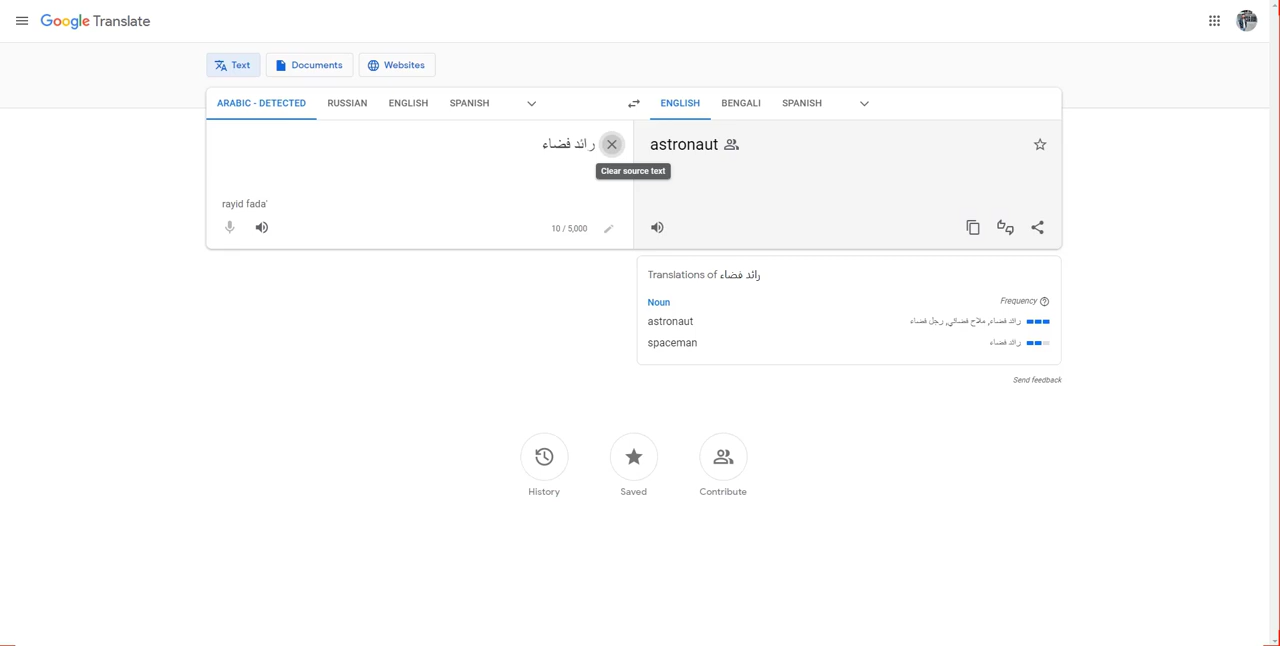 Google Translate
Text
Documents
Websites
ARABIC - DETECTED
RUSSIAN
ENGLISH
SPANISH
ENGLISH
BENGALI
SPANISH
رائد فضاء
astronaut
Clear source text
rayid fada'
10 / 5,000
Translations of رائد فضاء
Noun
Frequency
astronaut
رائد فضاء, ملاح فضائي, رجل فضاء
spaceman
رائد فضاء
Send feedback
History
Saved
Contribute